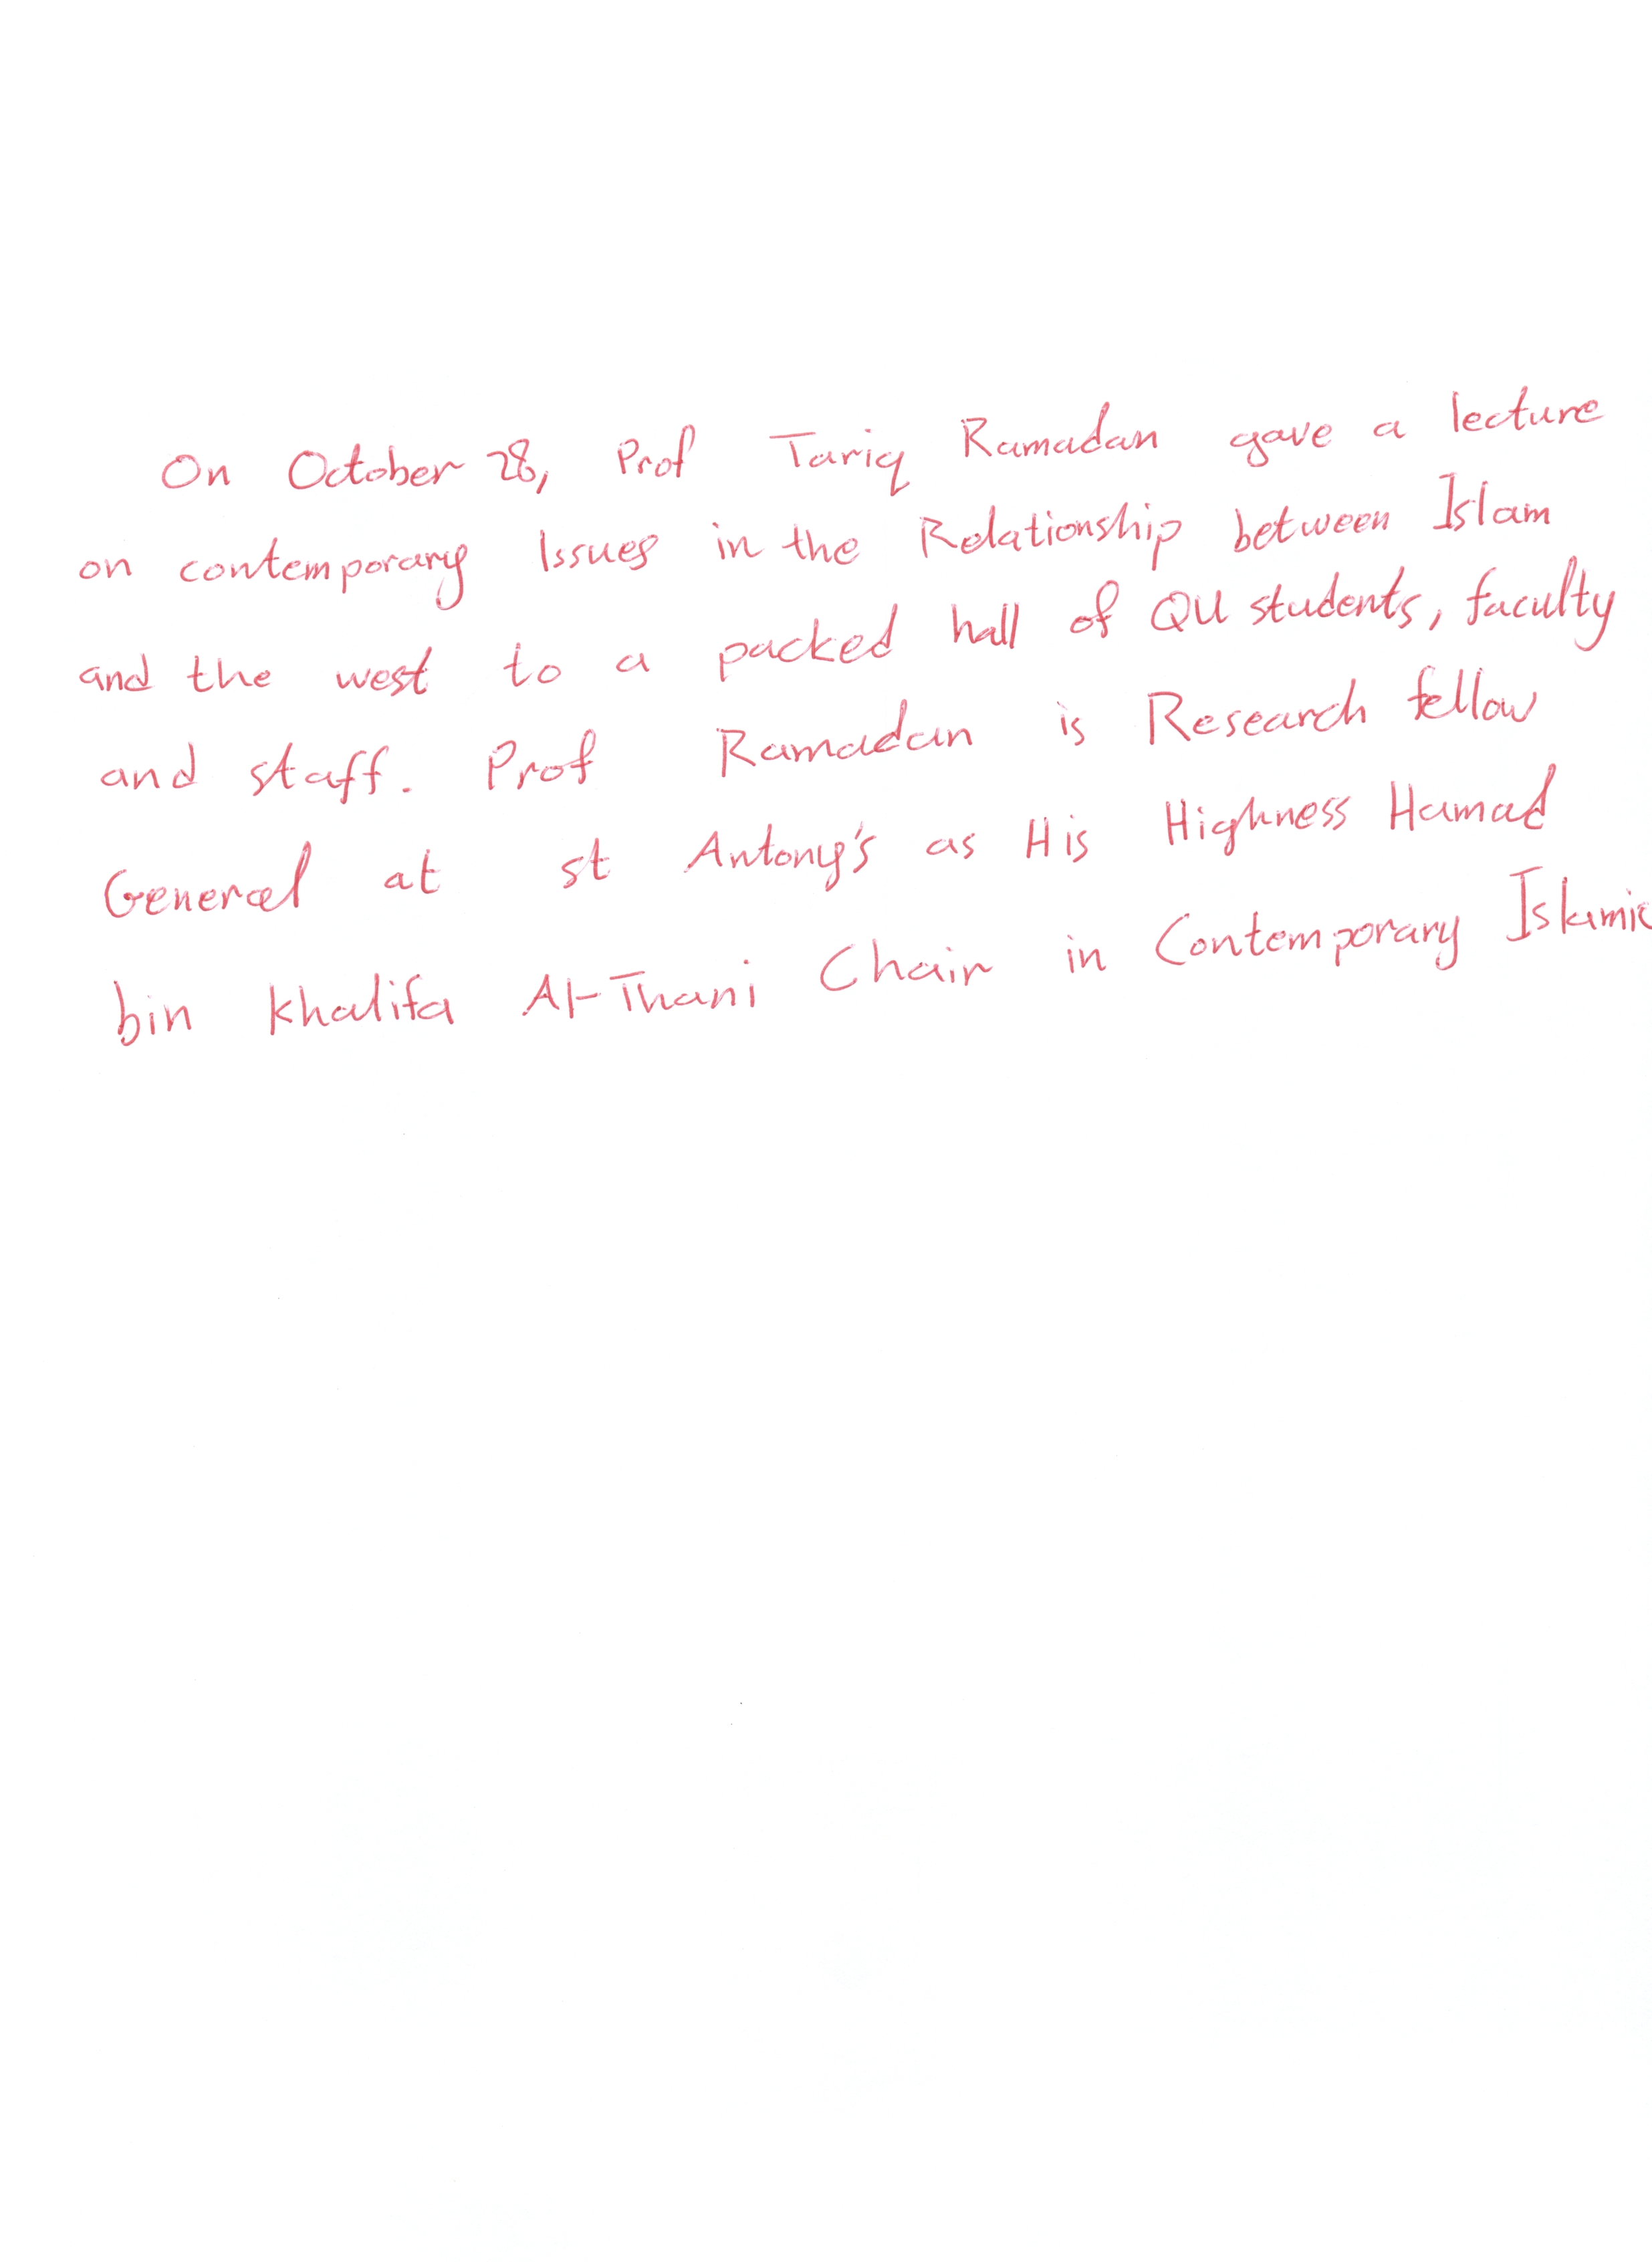 On October 28, Prof Tariq Ramadan gave a lecture
on contemporary Issues in the Relationship between Islam
and the west to a packed hall of QU students, faculty
and staff. Prof Ramadan is Research fellow
General at st Antony's as His Highness Hamad
bin Khalifa Al-Thani Chair in Contemporary Islamic